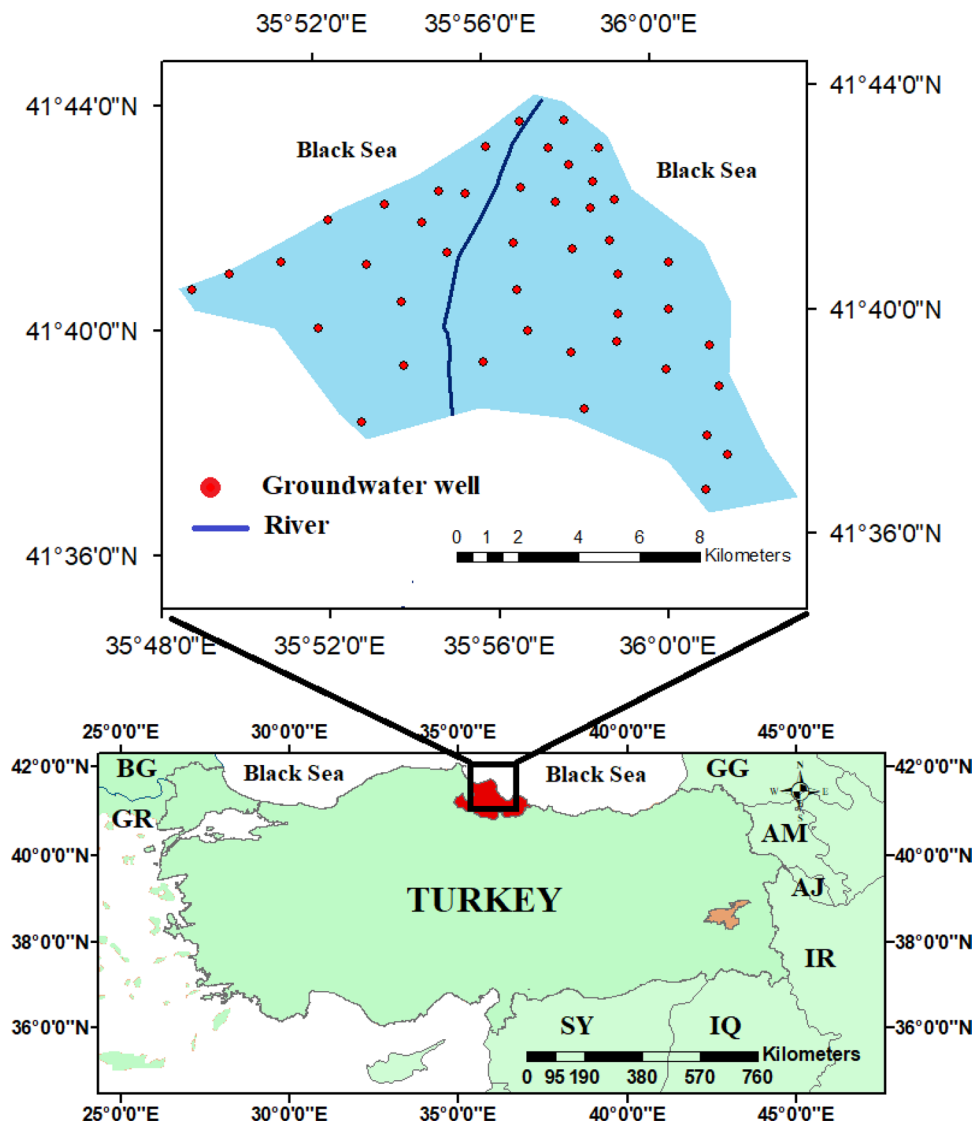 35°52'0"E 35°56'0"E 36°0'0"E
41°44'0"N 41°44'0"N
Black Sea
Black Sea
41°40'0"N 41°40'0"N
Groundwater well
River
0 1 2 4 6 8
Kilometers
41°36'0"N 41°36'0"N
35°48'0"E 35°52'0"E 35°56'0"E 36°0'0"E
25°0'0"E 30°0'0"E 35°0'0"E 40°0'0"E 45°0'0"E
42°0'0"N BG Black Sea Black Sea GG N 42°0'0"N
W E
S
GR AM
40°0'0"N 40°0'0"N
AJ
TURKEY
38°0'0"N IR 38°0'0"N
36°0'0"N SY IQ 36°0'0"N
Kilometers
0 95 190 380 570 760
25°0'0"E 30°0'0"E 35°0'0"E 40°0'0"E 45°0'0"E